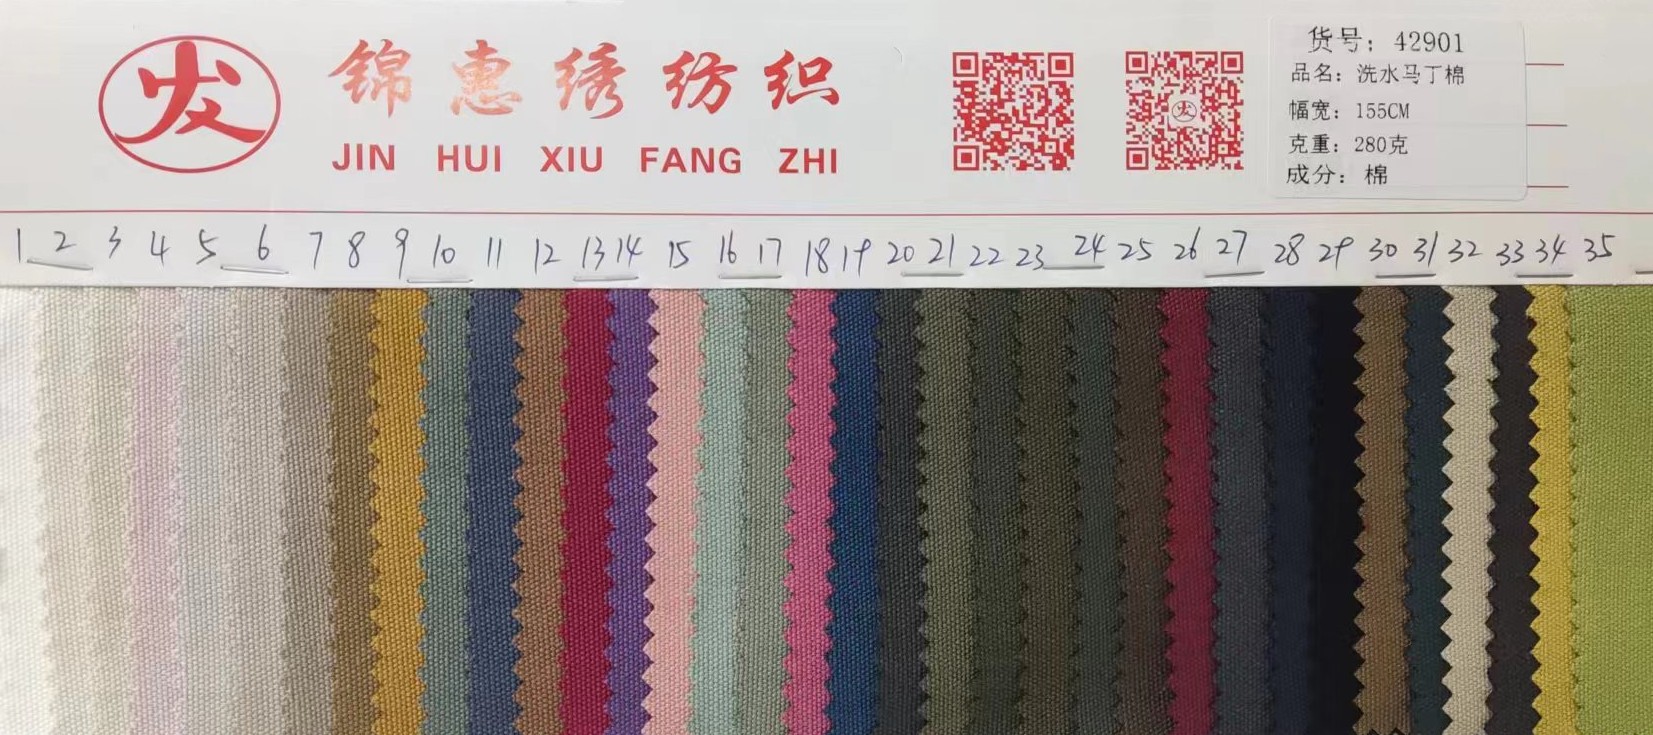 发
锦惠绣纺织
JIN HUI XIU FANG ZHI
发
货号: 42901
品名: 洗水马丁棉
幅宽: 155CM
克重: 280克
成分: 棉
1 2 3 4 5 6 7 8 9 10 11 12 13 14 15 16 17 18 19 20 21 22 23 24 25 26 27 28 29 30 31 32 33 34 35